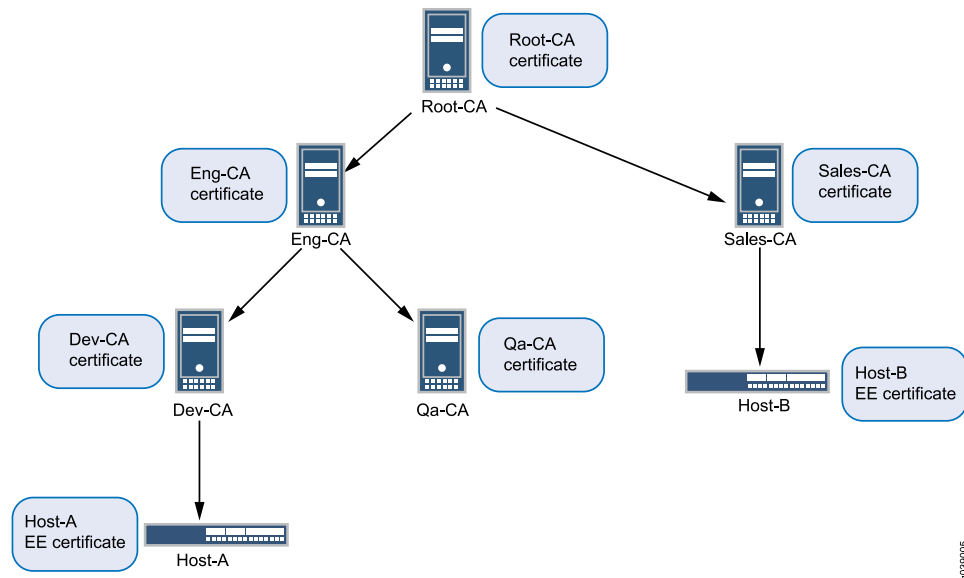 Root-CA
certificate
Root-CA
Eng-CA
certificate
Eng-CA
Sales-CA
certificate
Sales-CA
Dev-CA
certificate
Dev-CA
Qa-CA
certificate
Qa-CA
Host-B
EE certificate
Host-B
Host-A
EE certificate
Host-A